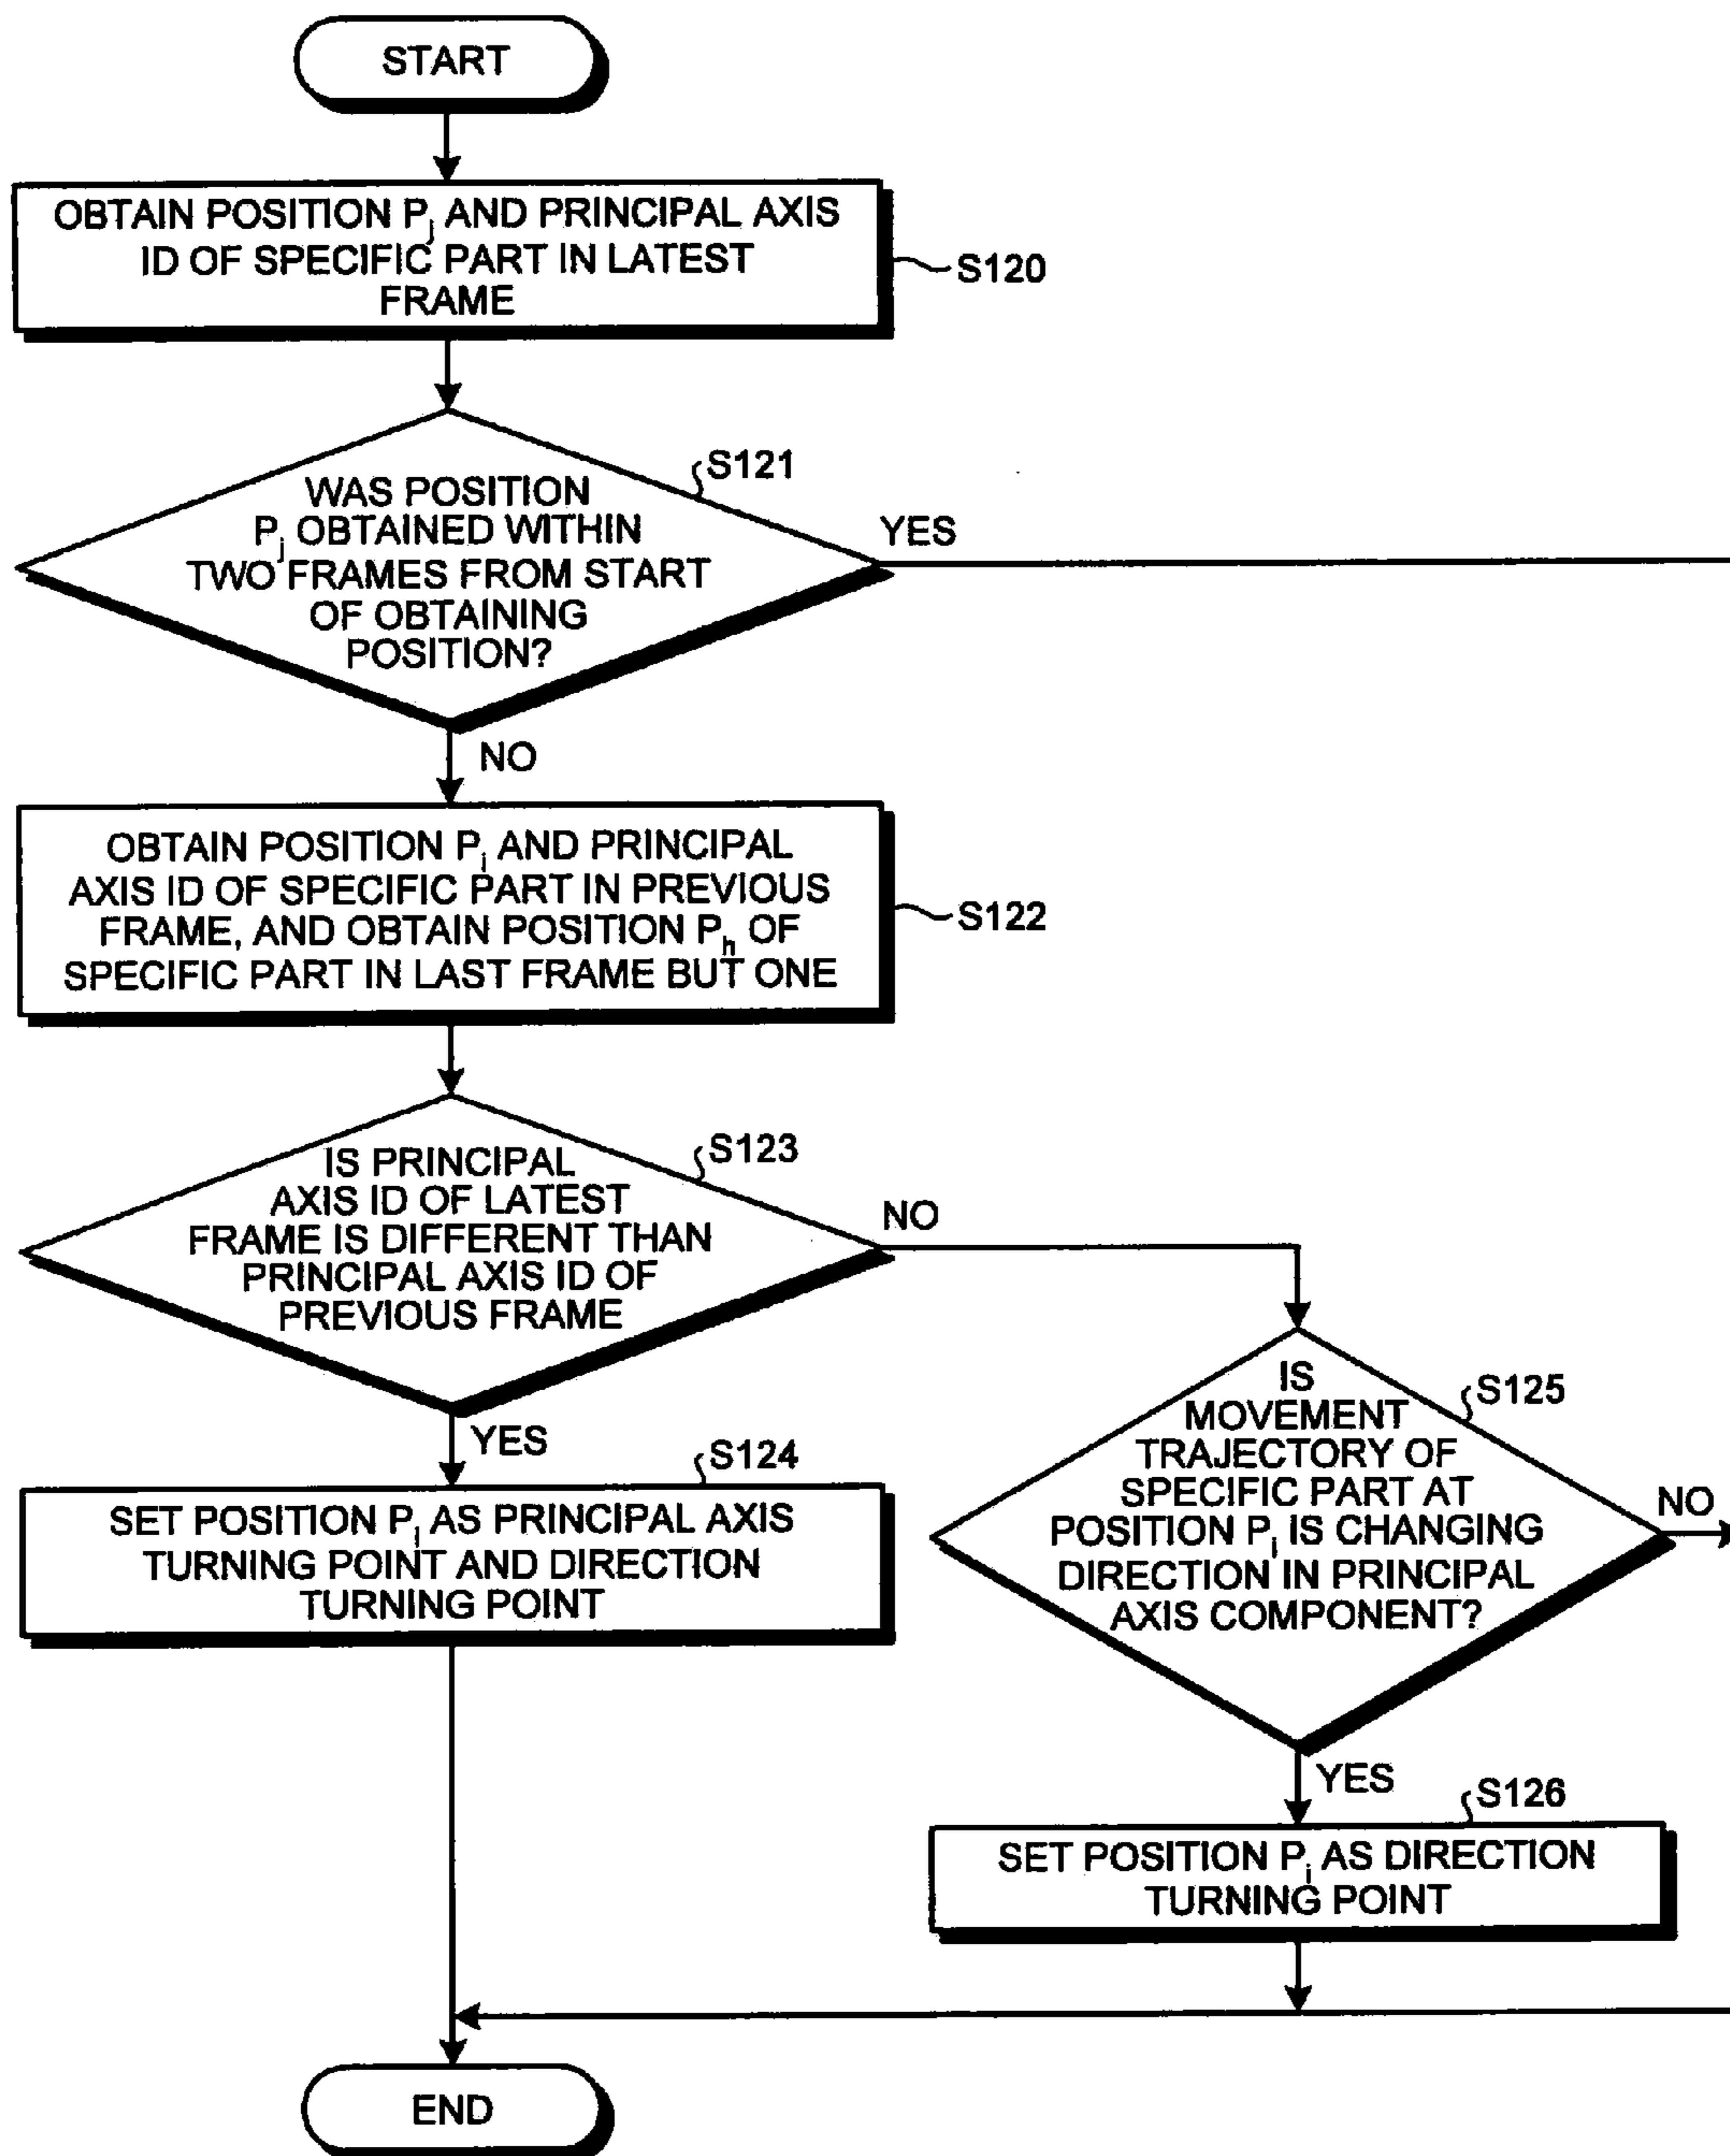 START
OBTAIN POSITION Pj AND PRINCIPAL AXIS
ID OF SPECIFIC PART IN LATEST
FRAME
S120
S121
WAS POSITION
Pj OBTAINED WITHIN
TWO FRAMES FROM START
OF OBTAINING
POSITION?
YES
NO
OBTAIN POSITION Pi AND PRINCIPAL
AXIS ID OF SPECIFIC PART IN PREVIOUS
FRAME, AND OBTAIN POSITION Ph OF
SPECIFIC PART IN LAST FRAME BUT ONE
S122
S123
IS PRINCIPAL
AXIS ID OF LATEST
FRAME IS DIFFERENT THAN
PRINCIPAL AXIS ID OF
PREVIOUS FRAME
NO
YES
S124
SET POSITION Pi AS PRINCIPAL AXIS
TURNING POINT AND DIRECTION
TURNING POINT
S125
IS
MOVEMENT
TRAJECTORY OF
SPECIFIC PART AT
POSITION Pi IS CHANGING
DIRECTION IN PRINCIPAL
AXIS COMPONENT?
NO
YES
S126
SET POSITION Pi AS DIRECTION
TURNING POINT
END